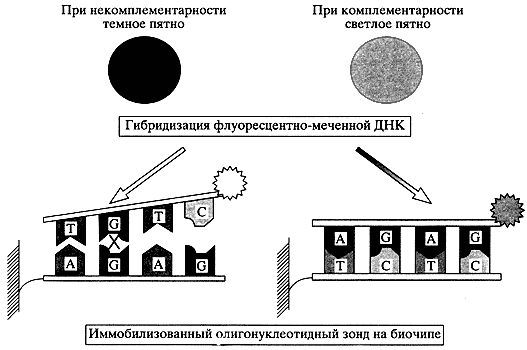 При некомплементарности
темное пятно
При комплементарности
светлое пятно
Гибридизация флуоресцентно-меченной ДНК
T G T C
X
A G A G
A G A G
T C T C
Иммобилизованный олигонуклеотидный зонд на биочипе